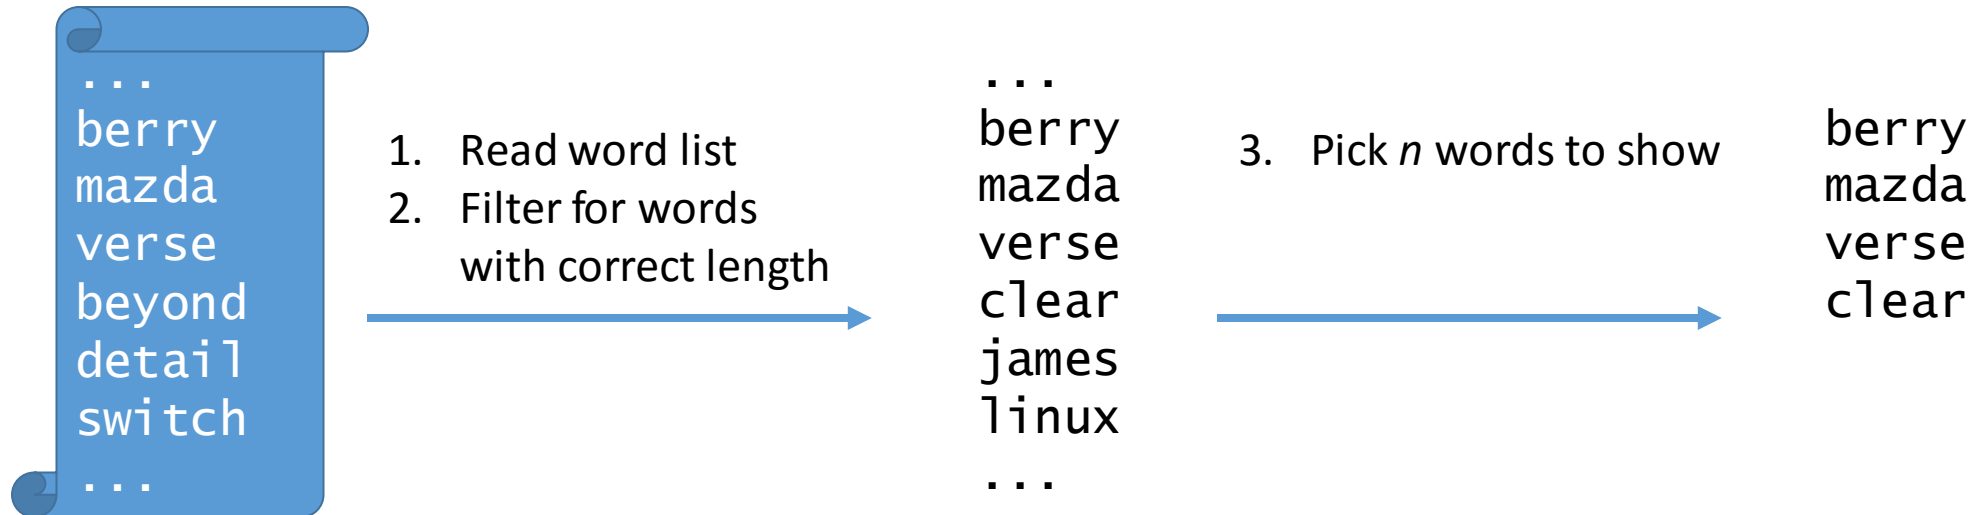 ...
berry
mazda
verse
beyond
detail
switch
...
1. Read word list
2. Filter for words
with correct length
...
berry
mazda
verse
clear
james
linux
...
3. Pick n words to show
berry
mazda
verse
clear